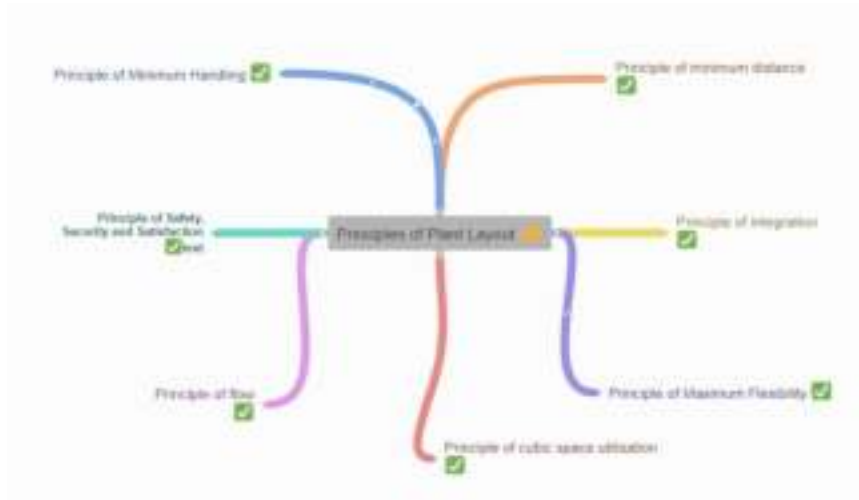 Principle of Minimum Handling
Principle of minimum distance
Principle of Safety,
Security and Satisfaction
Principles of Plant Layout
Principle of integration
Principle of flow
Principle of Maximum Flexibility
Principle of cubic space utilisation